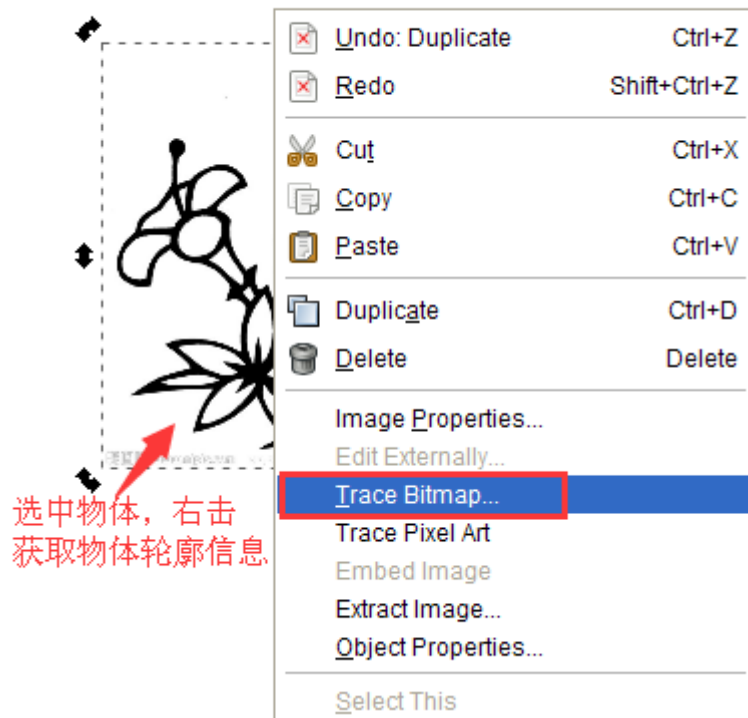 Undo: Duplicate Ctrl+Z
Redo Shift+Ctrl+Z
Cut Ctrl+X
Copy Ctrl+C
Paste Ctrl+V
Duplicate Ctrl+D
Delete Delete
Image Properties...
Edit Externally...
Trace Bitmap...
Trace Pixel Art
Embed Image
Extract Image...
Object Properties...
Select This
选中物体，右击
获取物体轮廓信息